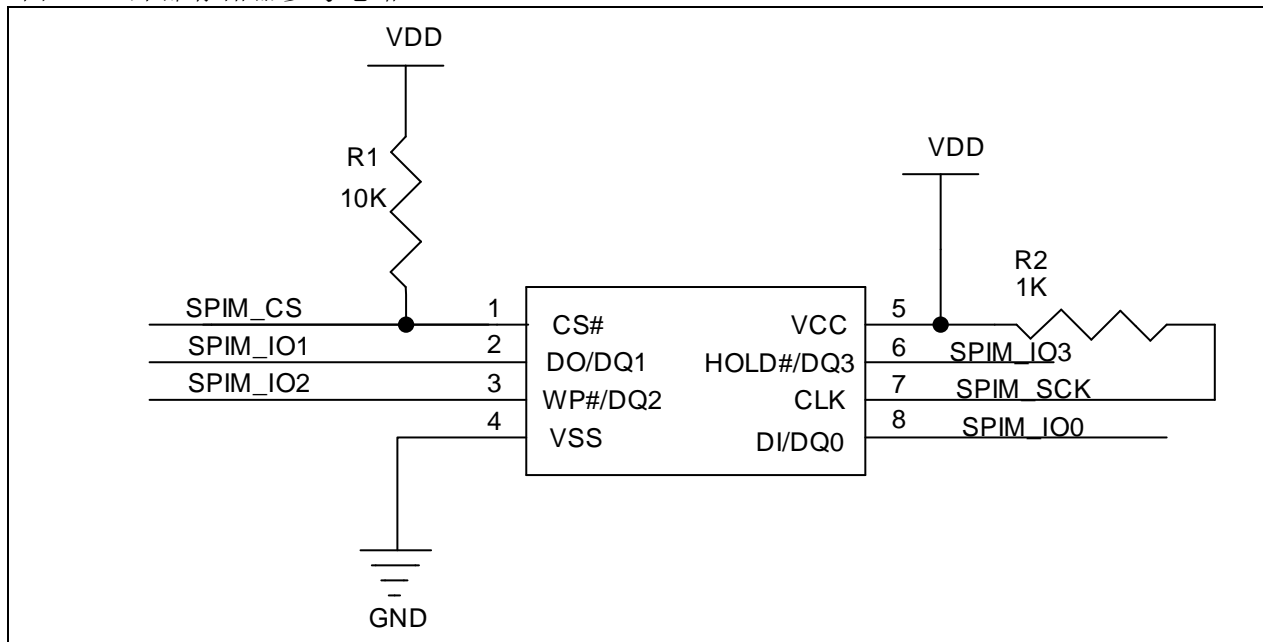 VDD
R1
10K
VDD
R2
1K
SPIM_CS
1
CS#
VCC
5
SPIM_IO1
2
DO/DQ1
HOLD#/DQ3
6
SPIM_IO3
SPIM_IO2
3
WP#/DQ2
CLK
7
SPIM_SCK
4
VSS
DI/DQ0
8
SPIM_IO0
GND